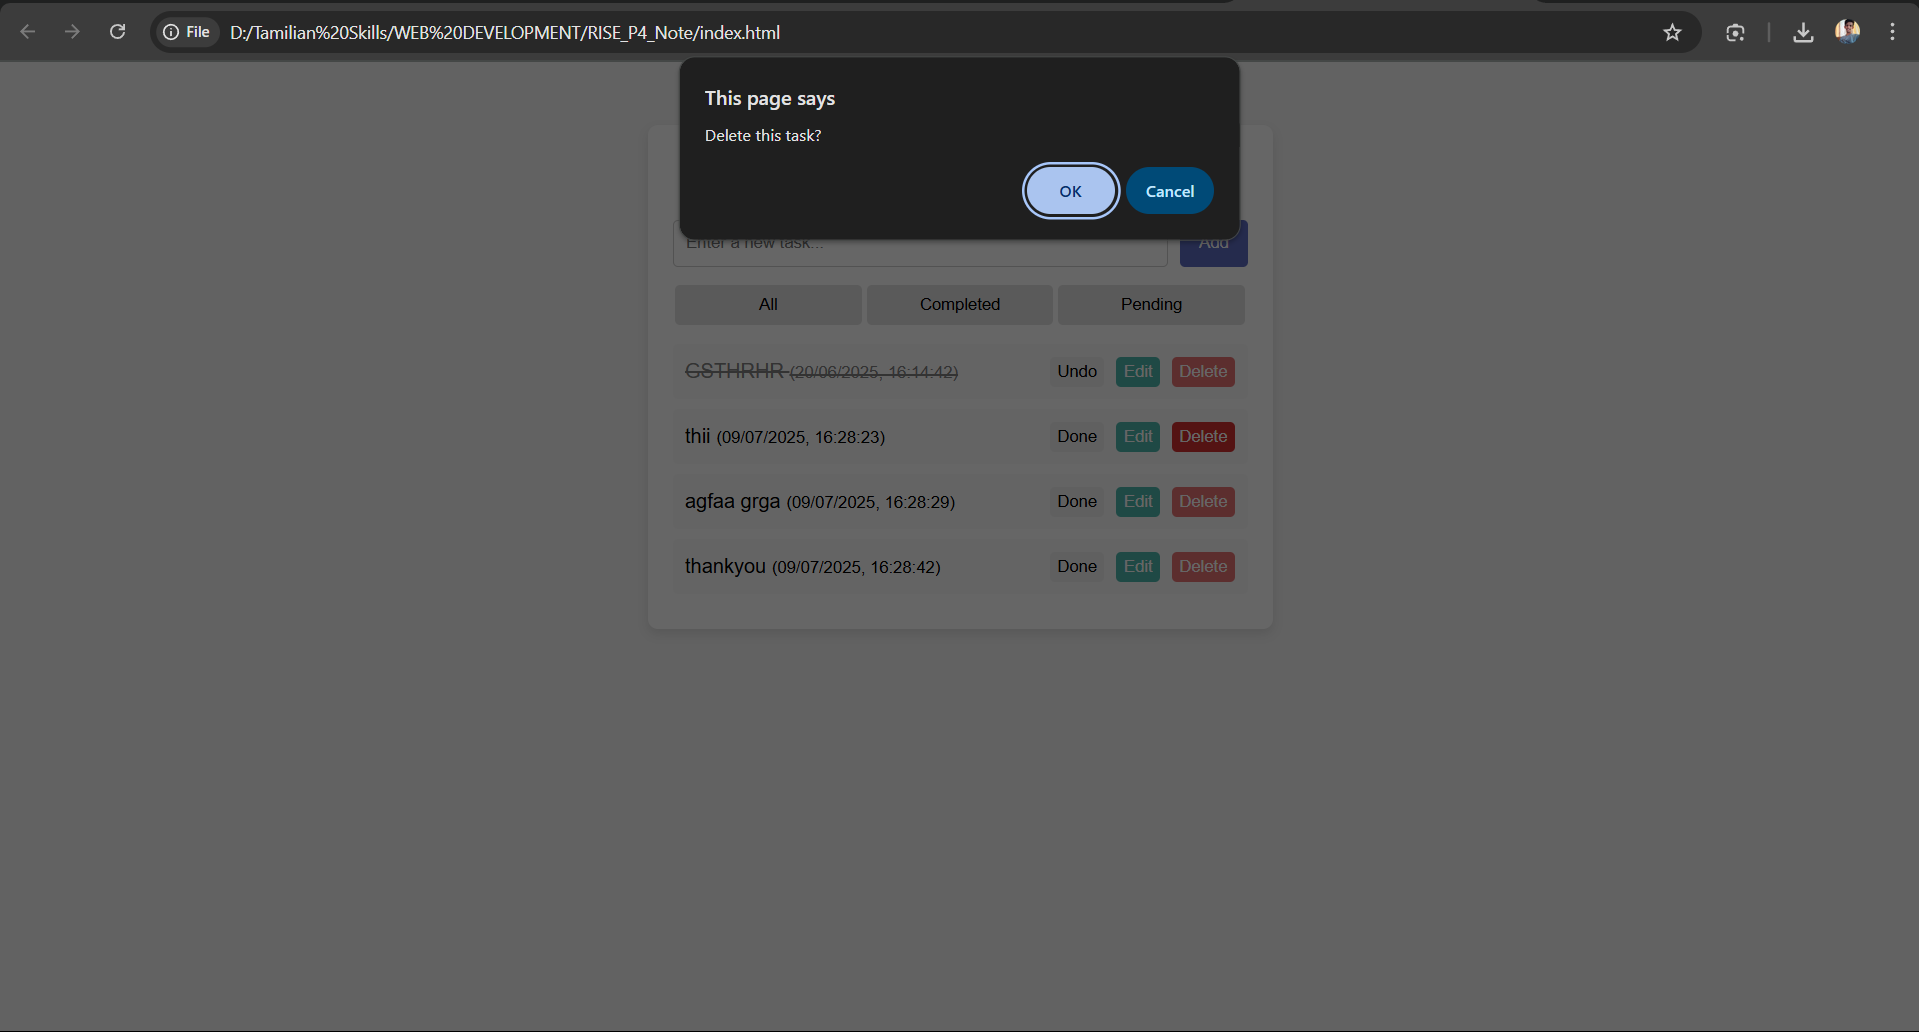 File D:/Tamilian%20Skills/WEB%20DEVELOPMENT/RISE_P4_Note/index.html
This page says
Delete this task?
OK Cancel
Enter a new task... Add
All Completed Pending
GSTHRHR (20/06/2025, 16:14:42) Undo Edit Delete
thii (09/07/2025, 16:28:23) Done Edit Delete
agfaa grga (09/07/2025, 16:28:29) Done Edit Delete
thankyou (09/07/2025, 16:28:42) Done Edit Delete